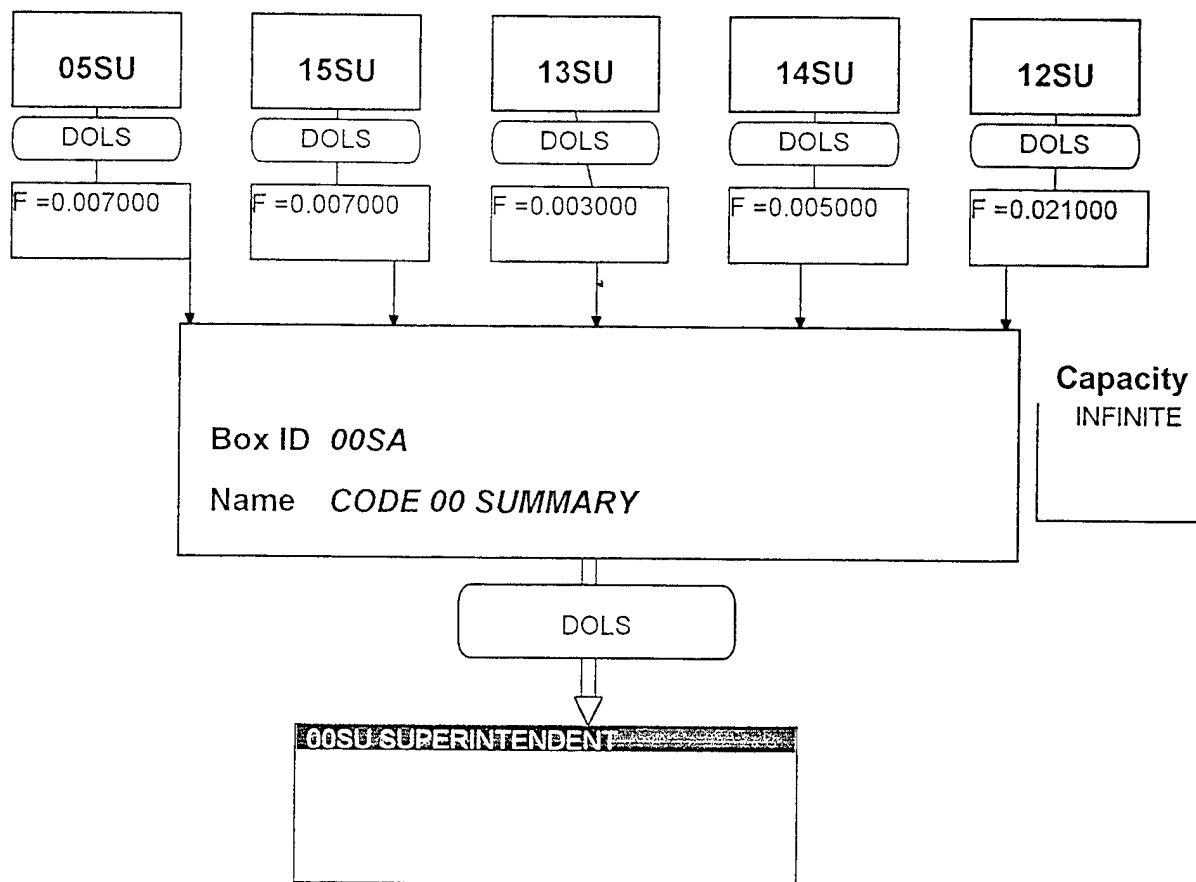 05SU 15SU 13SU 14SU 12SU
DOLS DOLS DOLS DOLS DOLS
F =0.007000 F =0.007000 F =0.003000 F =0.005000 F =0.021000
Capacity
INFINITE
Box ID 00SA
Name CODE 00 SUMMARY
DOLS
00SU SUPERINTENDENT